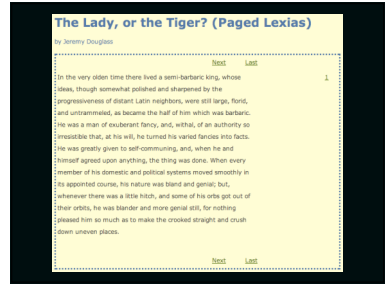 The Lady, or the Tiger? (Paged Lexias)
by Jeremy Douglass
Next Last
In the very olden time there lived a semi-barbaric king, whose 1
ideas, though somewhat polished and sharpened by the
progressiveness of distant Latin neighbors, were still large, florid,
and untrammeled, as became the half of him which was barbaric.
He was a man of exuberant fancy, and, withal, of an authority so
irresistible that, at his will, he turned his varied fancies into facts.
He was greatly given to self-communing, and, when he and
himself agreed upon anything, the thing was done. When every
member of his domestic and political systems moved smoothly in
its appointed course, his nature was bland and genial; but,
whenever there was a little hitch, and some of his orbs got out of
their orbits, he was blander and more genial still, for nothing
pleased him so much as to make the crooked straight and crush
down uneven places.
Next Last